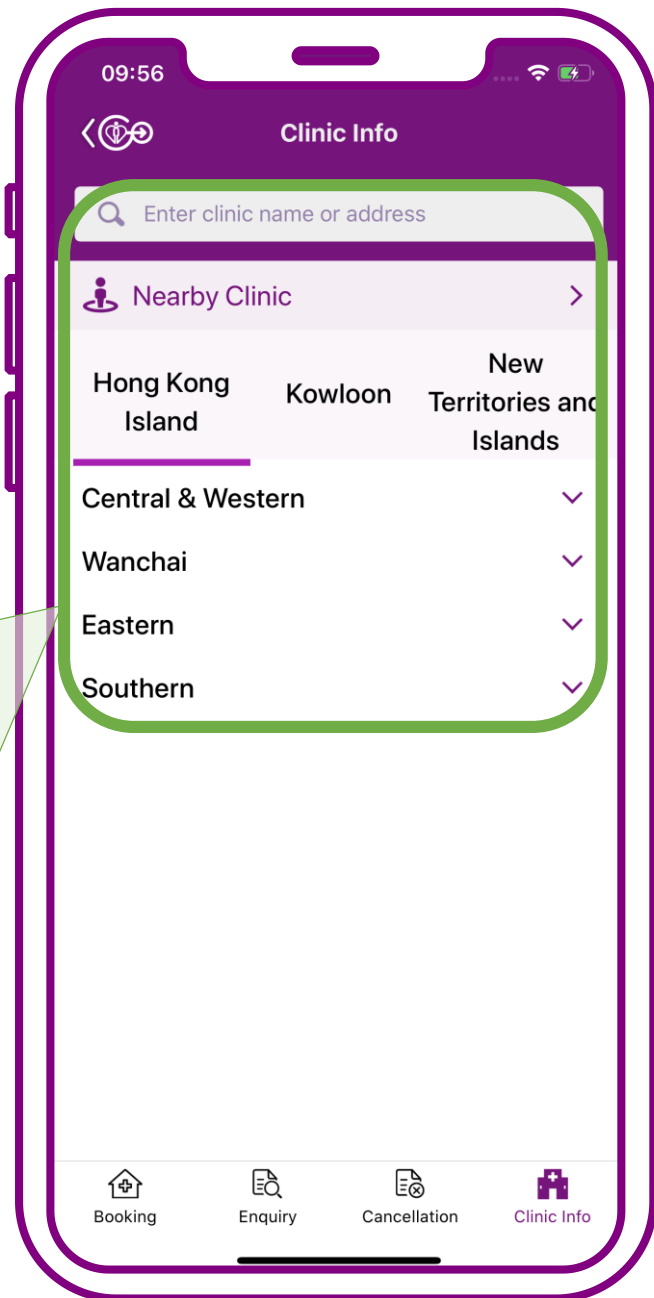 09:56
Clinic Info
Enter clinic name or address
Nearby Clinic
Hong Kong
Island
Kowloon
New
Territories and
Islands
Central & Western
Wanchai
Eastern
Southern
Booking
Enquiry
Cancellation
Clinic Info